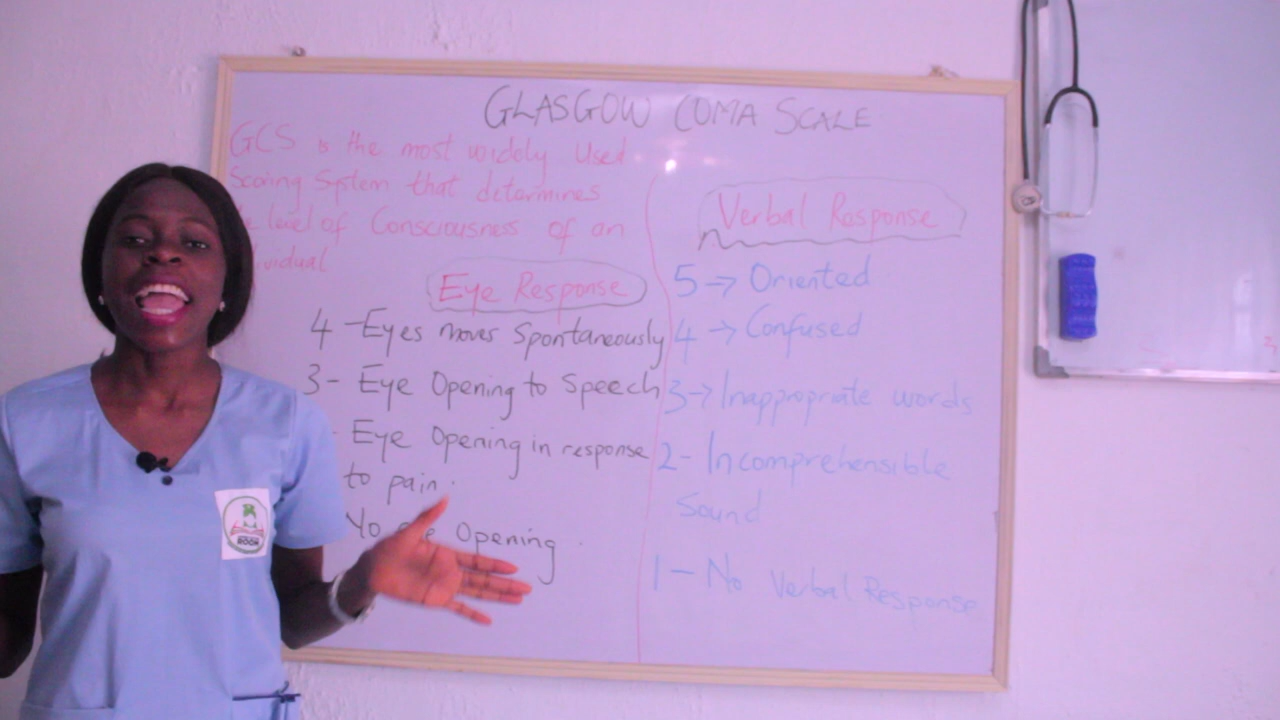 GLASGOW COMA SCALE
GCS is the most widely Used
Scoring System that determines
level of Consciousness of an
vidual
Eye Response
4 - Eyes moves Spontaneously
3- Eye Opening to Speech
- Eye Opening in response
to pain.
Opening.
Verbal Response
5 → Oriented
4 → Confused
3 → Inappropriate words
2- Incomprehensible
Sound
1 - No Verbal Response
ROOM